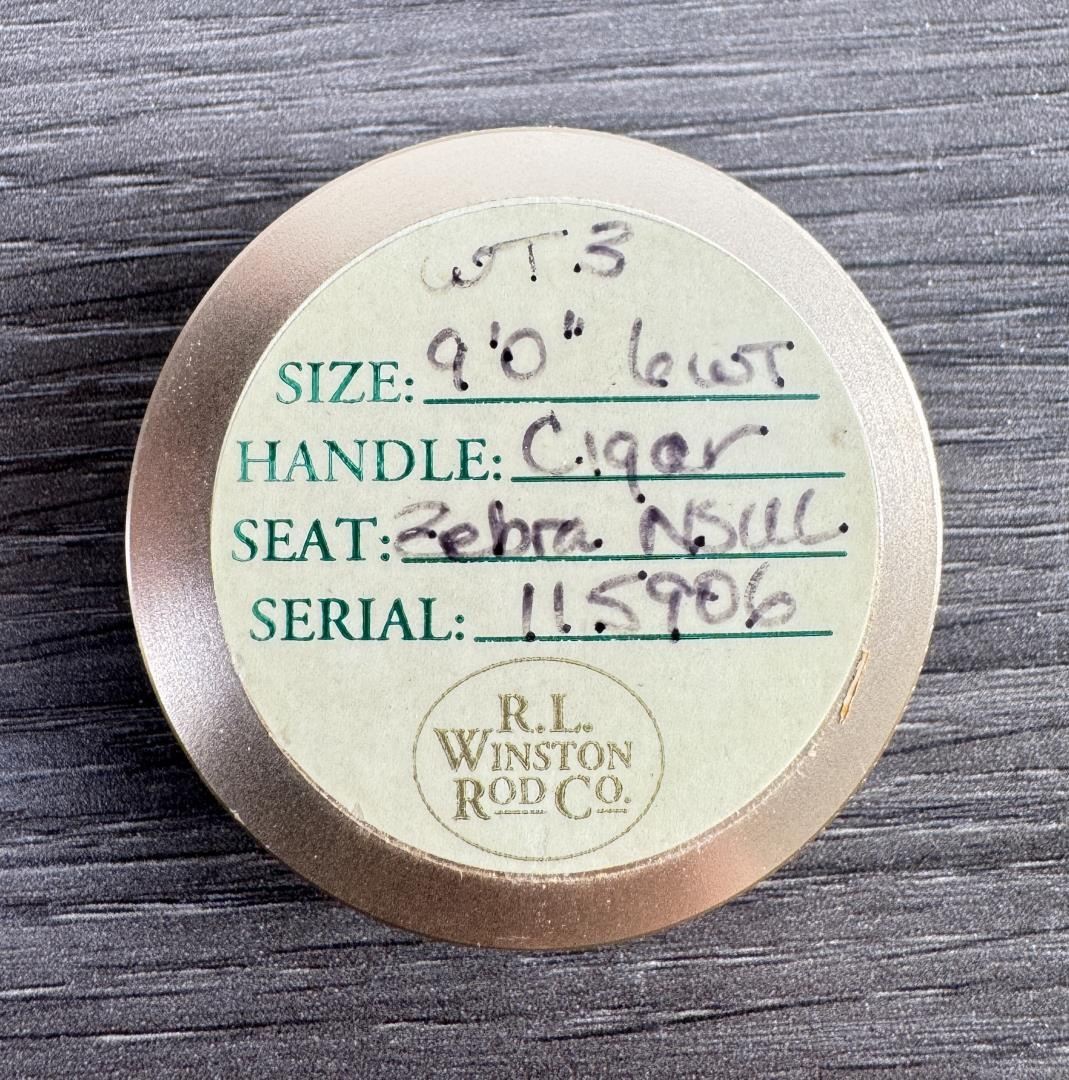 WT3
SIZE: 9'0" 6wT
HANDLE: Cigar
SEAT: Zebra NSUL
SERIAL: 115906
R.L.
WINSTON
ROD CO.